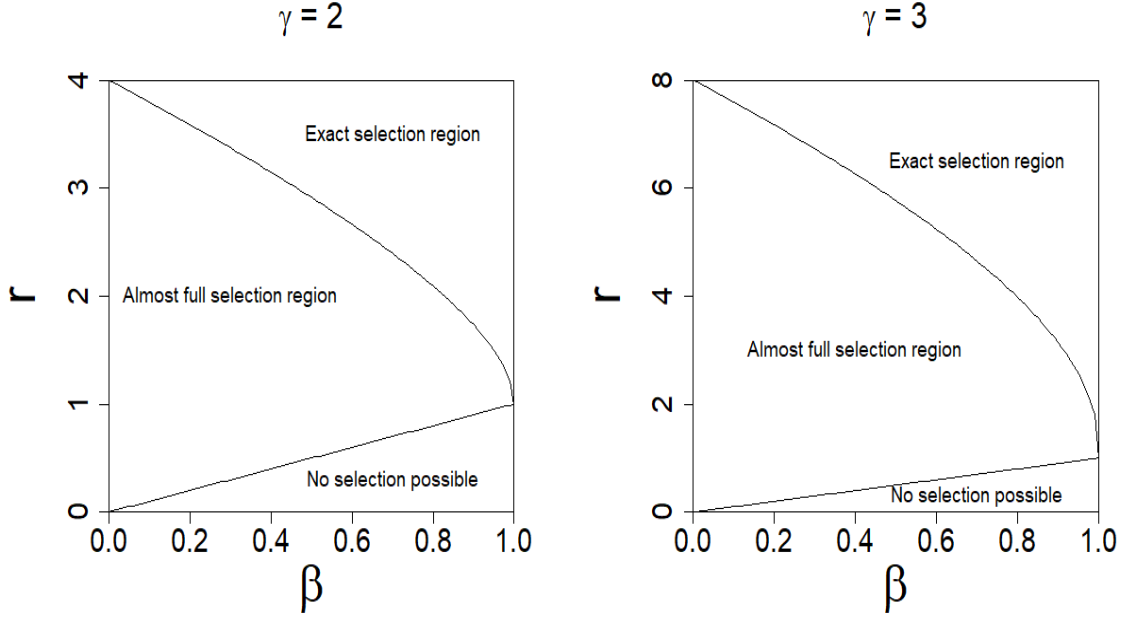 γ = 2
4
3
2
1
0
r
Exact selection region
Almost full selection region
No selection possible
0.0 0.2 0.4 0.6 0.8 1.0
β
γ = 3
8
6
4
2
0
r
Exact selection region
Almost full selection region
No selection possible
0.0 0.2 0.4 0.6 0.8 1.0
β